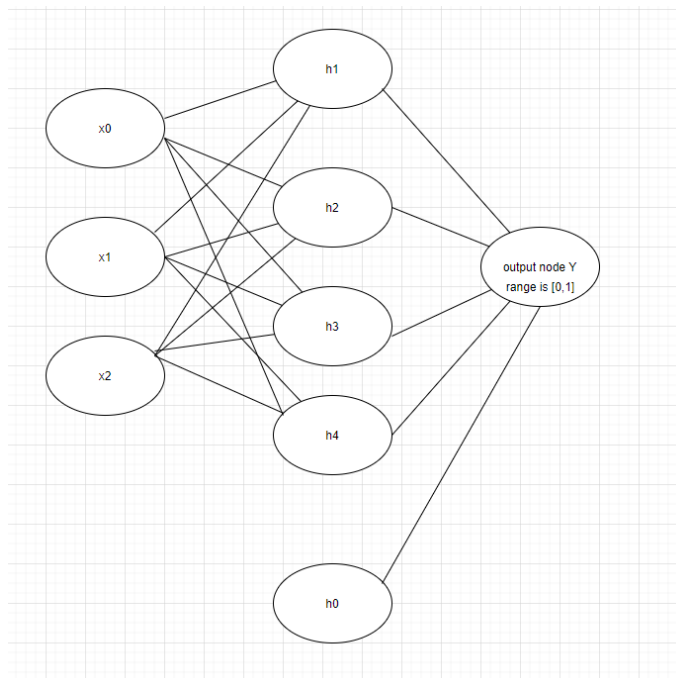 h1
x0
h2
x1
output node Y
range is [0,1]
h3
x2
h4
h0